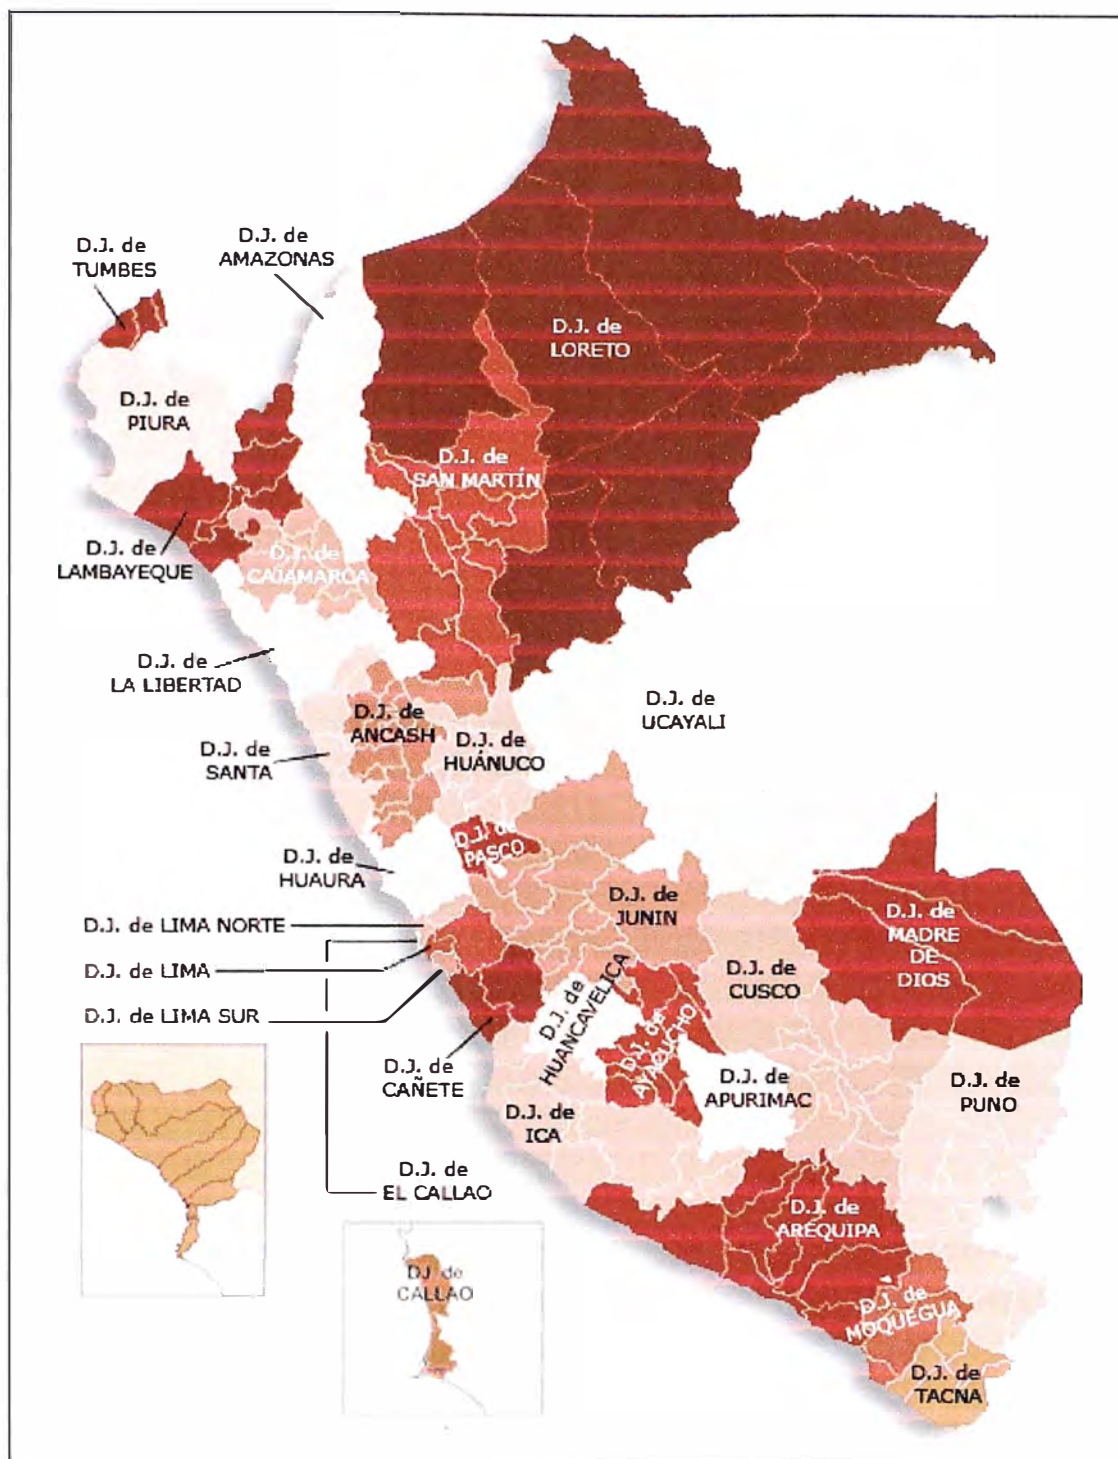 D.J. de
TUMBES
D.J. de
AMAZONAS
D.J. de
LORETO
D.J. de
PIURA
D.J. de
SAN MARTÍN
D.J. de
LAMBAYEQUE
D.J. de
CAJAMARCA
D.J. de
LA LIBERTAD
D.J. de
UCAYALI
D.J. de
ANCASH
D.J. de
HUÁNUCO
D.J. de
SANTA
D.J. de
PASCO
D.J. de
HUAURA
D.J. de
JUNIN
D.J. de
MADRE
DE
DIOS
D.J. de LIMA NORTE
D.J. de LIMA
D.J. de LIMA SUR
D.J. de
CUSCO
D.J. de
HUANCAVELICA
D.J. de
AYACUCHO
D.J. de
CAÑETE
D.J. de
APURIMAC
D.J. de
PUNO
D.J. de
ICA
D.J. de
EL CALLAO
D.J. de
AREQUIPA
D.J. de
CALLAO
D.J. de
MOQUEGUA
D.J. de
TACNA